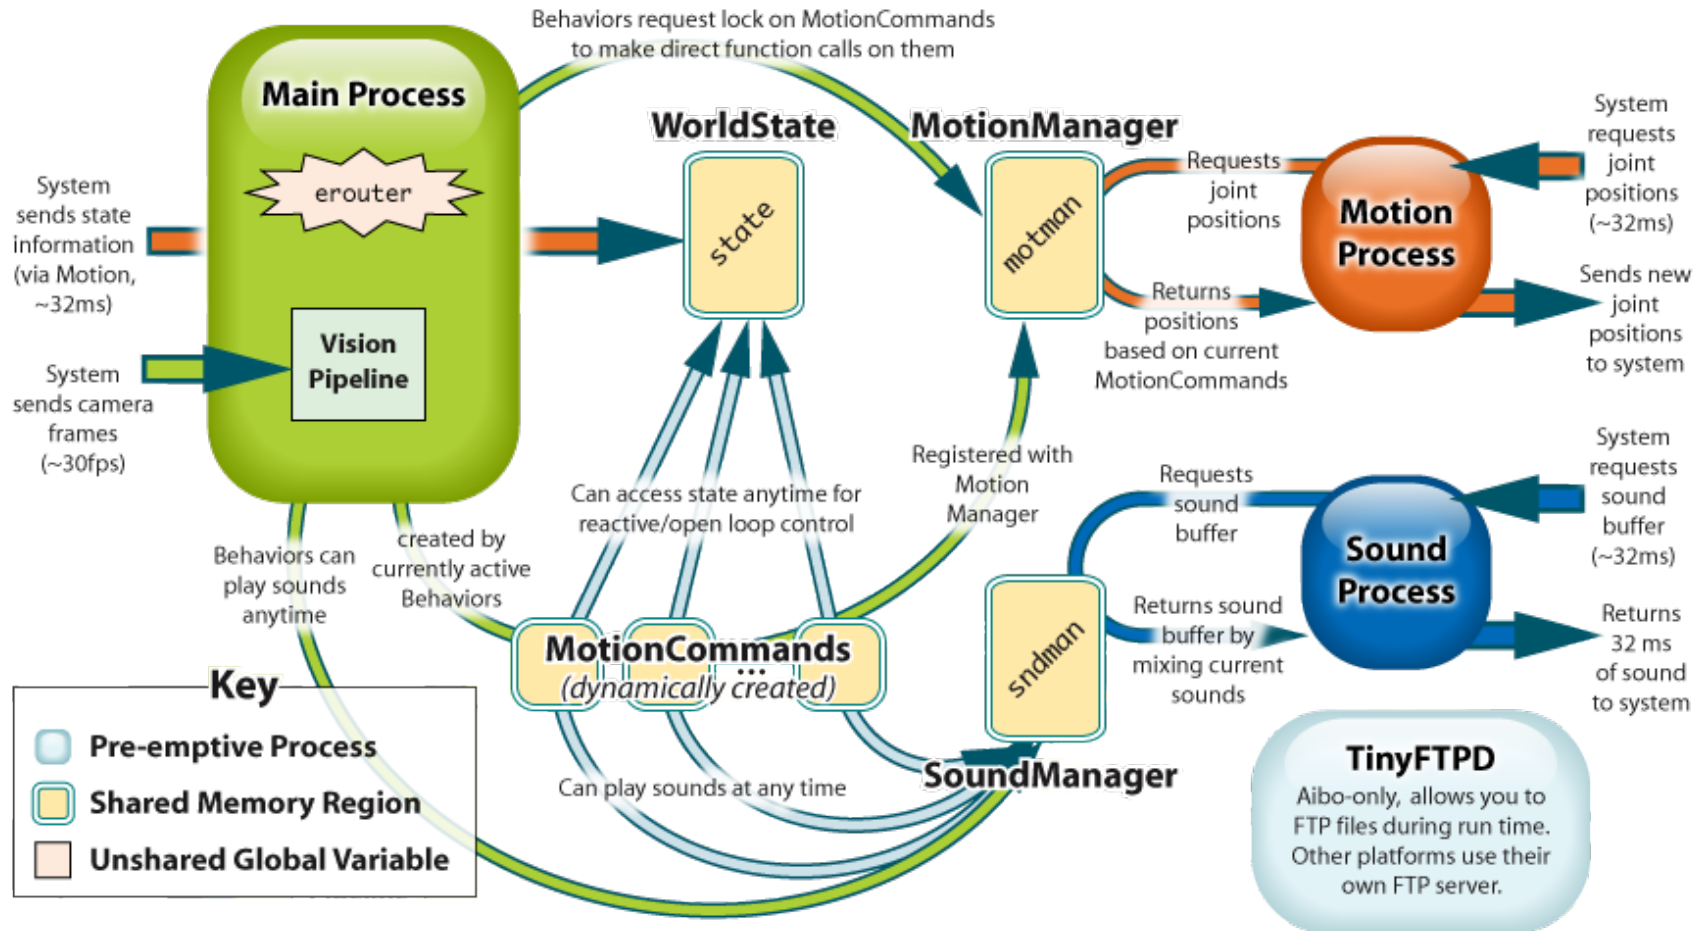 Behaviors request lock on MotionCommands
to make direct function calls on them
Main Process
erouter
Vision
Pipeline
System
sends state
information
(via Motion,
~32ms)
System
sends camera
frames
(~30fps)
WorldState
state
MotionManager
motman
Requests
joint
positions
Returns
positions
based on current
MotionCommands
Motion
Process
System
requests
joint
positions
(~32ms)
Sends new
joint
positions
to system
Can access state anytime for
reactive/open loop control
Registered with
Motion
Manager
Behaviors can
play sounds
anytime
created by
currently active
Behaviors
MotionCommands
...
(dynamically created)
Can play sounds at any time
sndman
SoundManager
Requests
sound
buffer
Returns sound
buffer by
mixing current
sounds
Sound
Process
System
requests
sound
buffer
(~32ms)
Returns
32 ms
of sound
to system
Key
Pre-emptive Process
Shared Memory Region
Unshared Global Variable
TinyFTPD
Aibo-only, allows you to
FTP files during run time.
Other platforms use their
own FTP server.